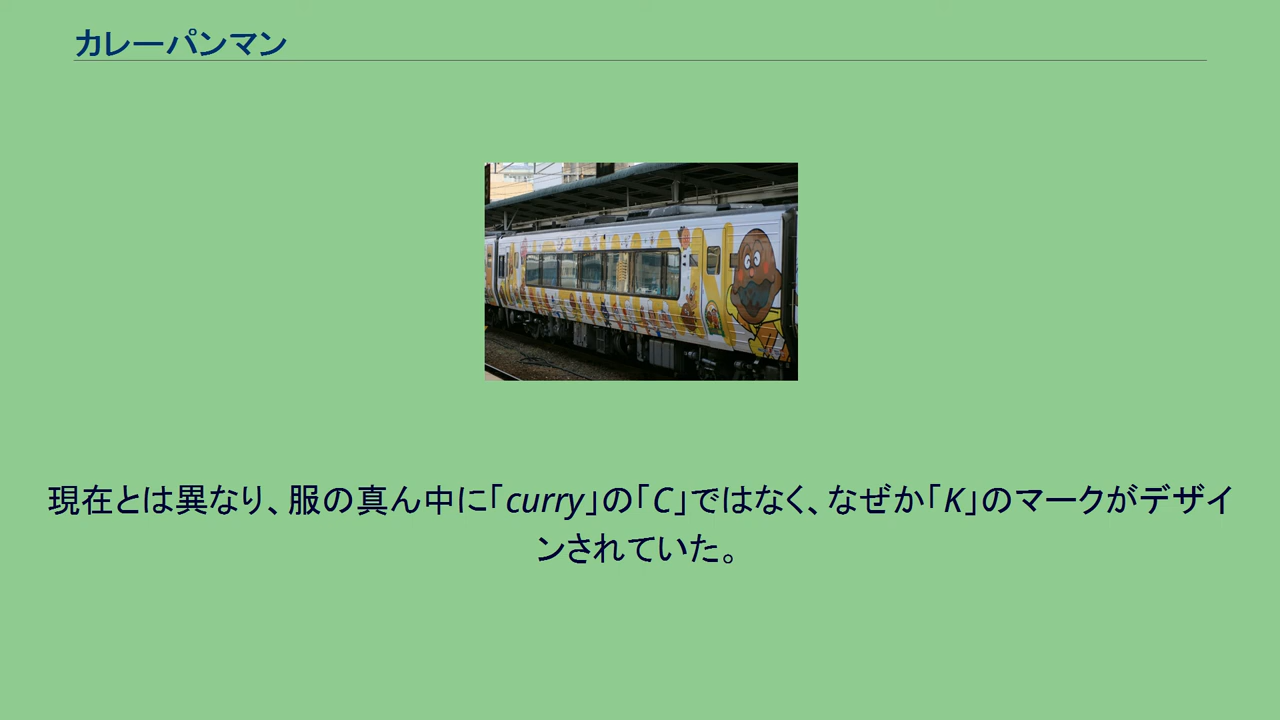 カレーパンマン
現在とは異なり、服の真ん中に「curry」の「C」ではなく、なぜか「K」のマークがデザイ
ンされていた。